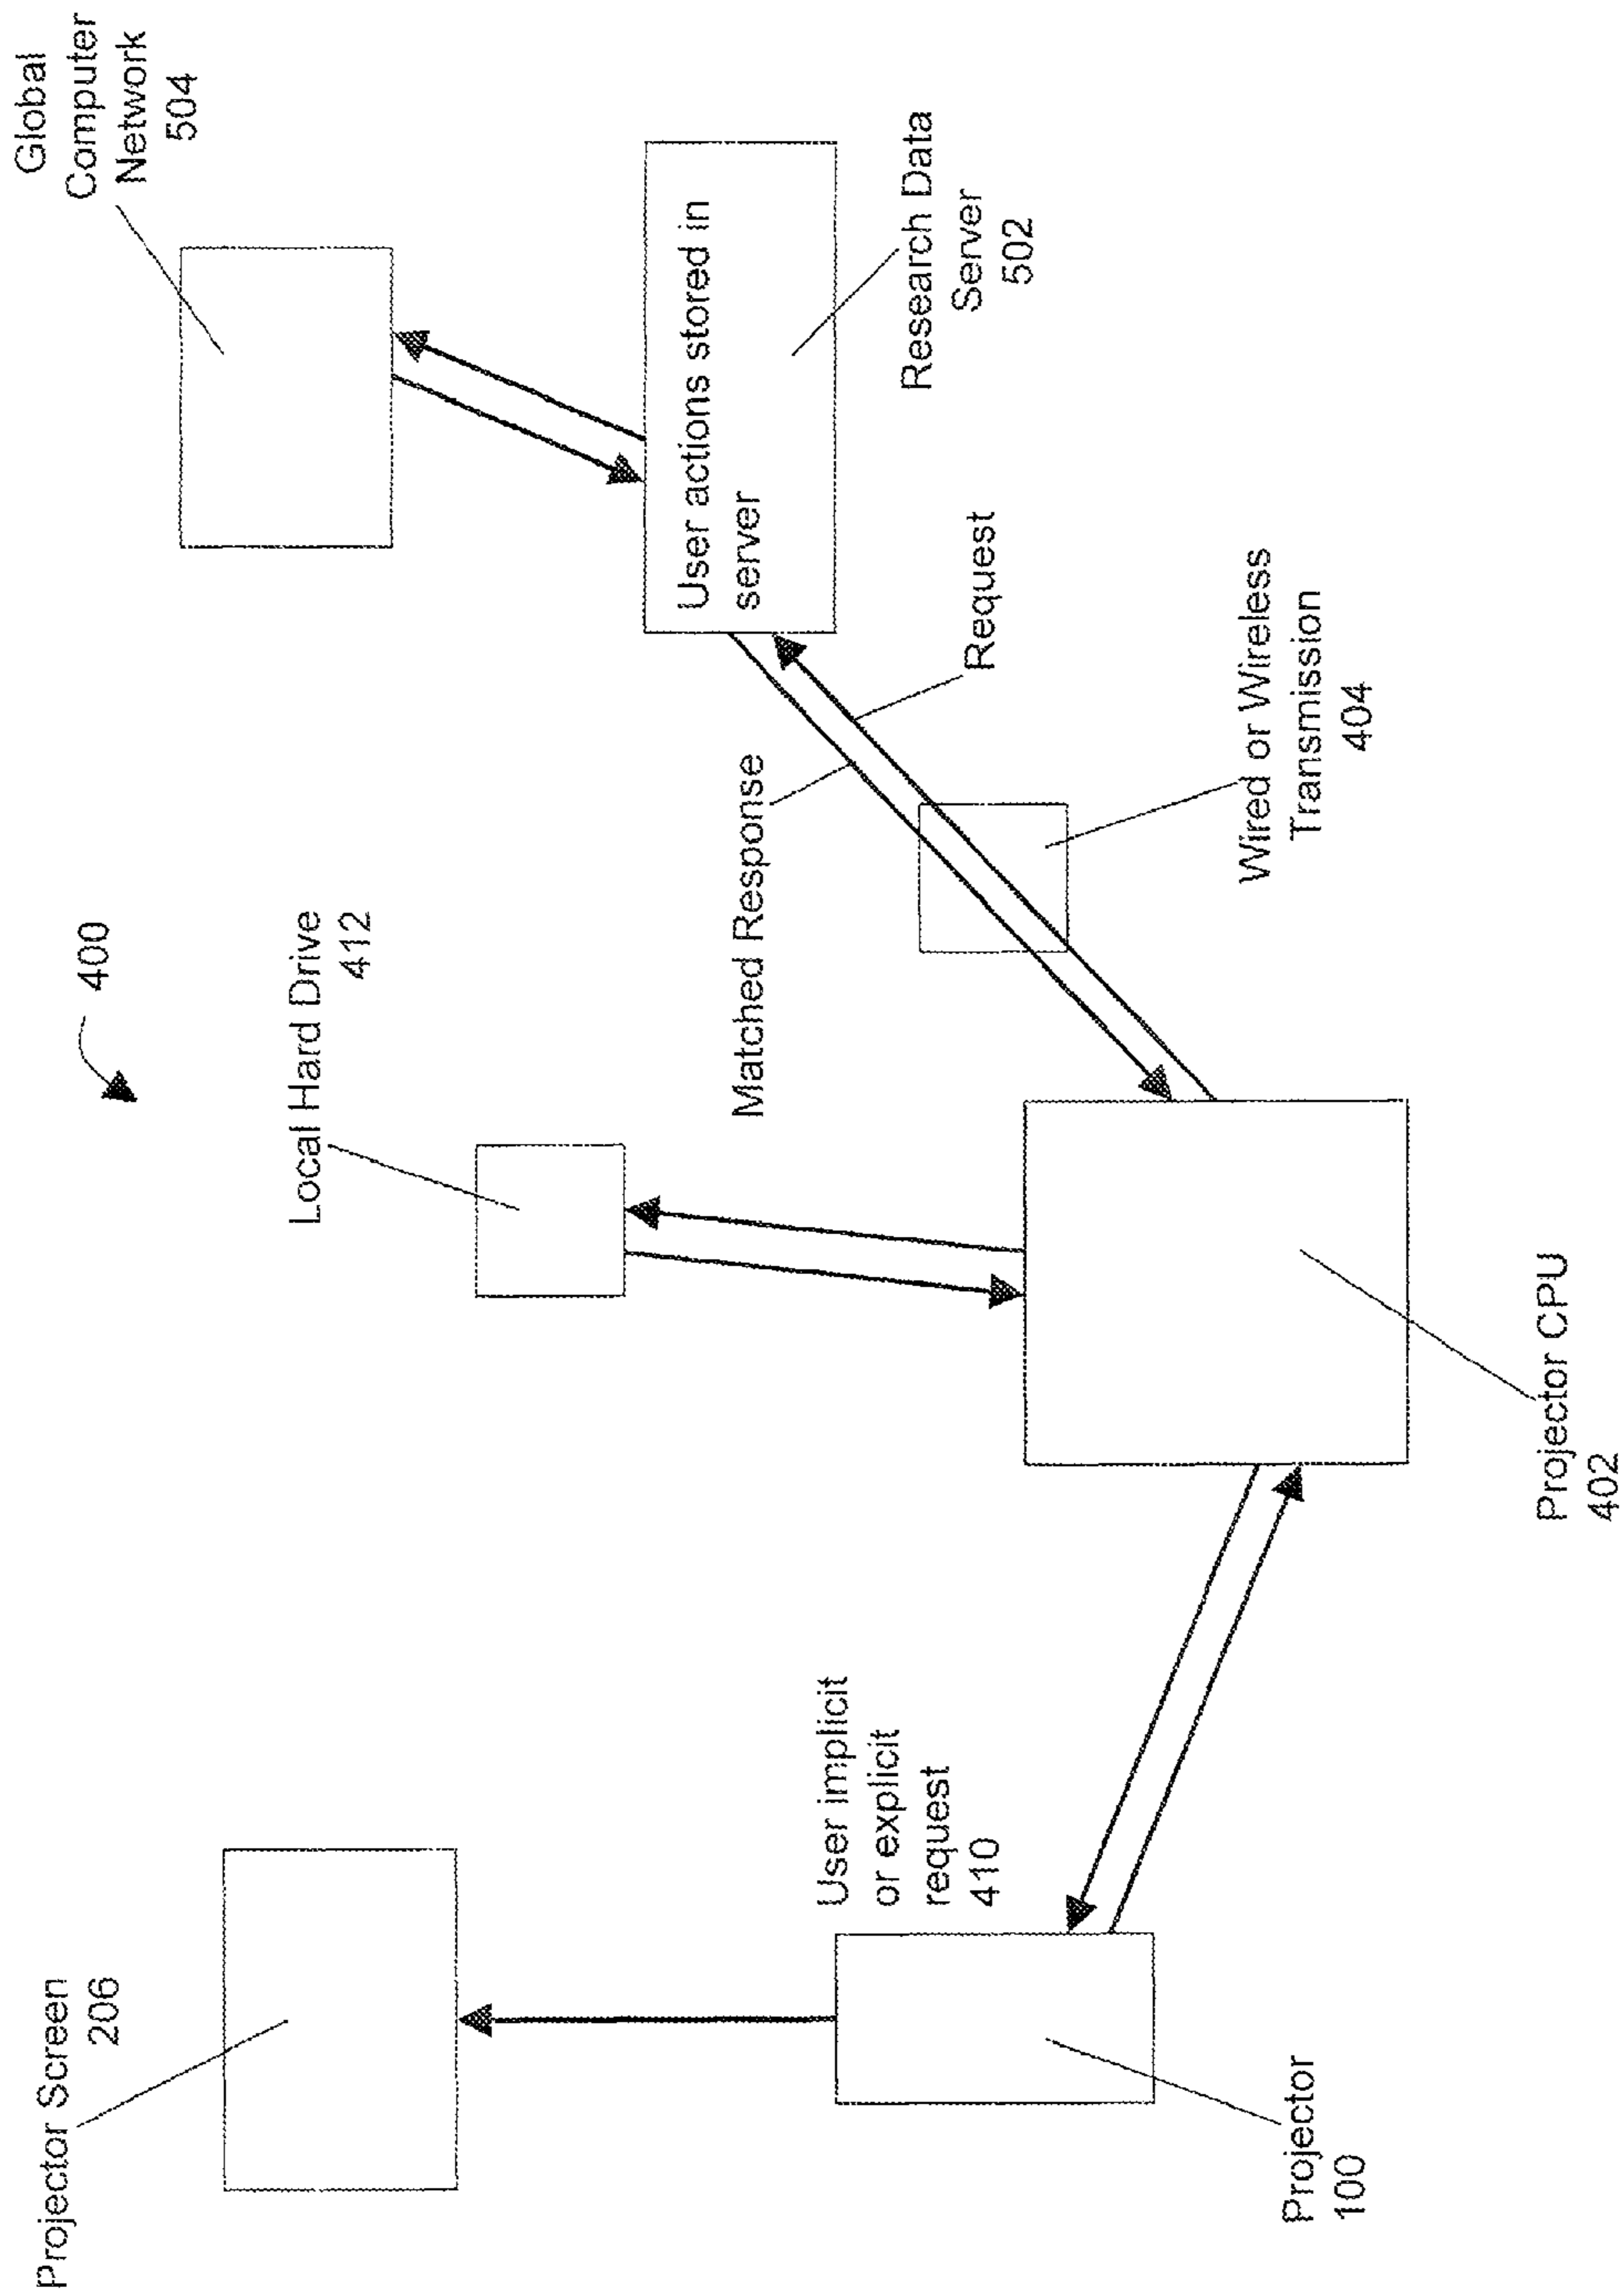 400
Projector Screen
206
Local Hard Drive
412
Global
Computer
Network
504
User actions stored in
server
Research Data
Server
502
Matched Response
Request
Wired or Wireless
Transmission
404
User implicit
or explicit
request
410
Projector
100
Projector CPU
402